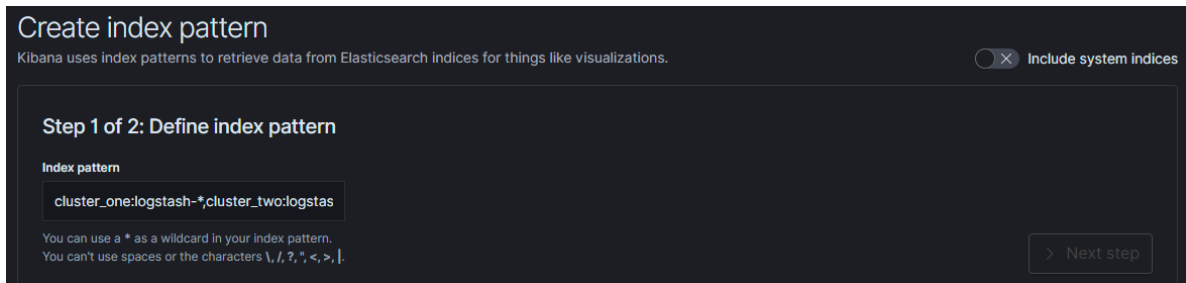 Create index pattern
Kibana uses index patterns to retrieve data from Elasticsearch indices for things like visualizations.
Include system indices
Step 1 of 2: Define index pattern
Index pattern
cluster_one:logstash-*,cluster_two:logstas
You can use a * as a wildcard in your index pattern.
You can't use spaces or the characters \, /, ?, ", <, >, |.
> Next step